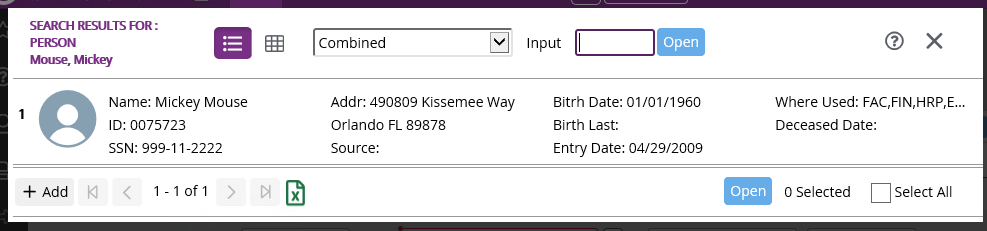 SEARCH RESULTS FOR :
PERSON
Mouse, Mickey
Combined
Input
Open
1
Name: Mickey Mouse
ID: 0075723
SSN: 999-11-2222
Addr: 490809 Kissemee Way
Orlando FL 89878
Source:
Bitrh Date: 01/01/1960
Birth Last:
Entry Date: 04/29/2009
Where Used: FAC,FIN,HRP,E...
Deceased Date:
+ Add
1 - 1 of 1
Open
0 Selected
Select All